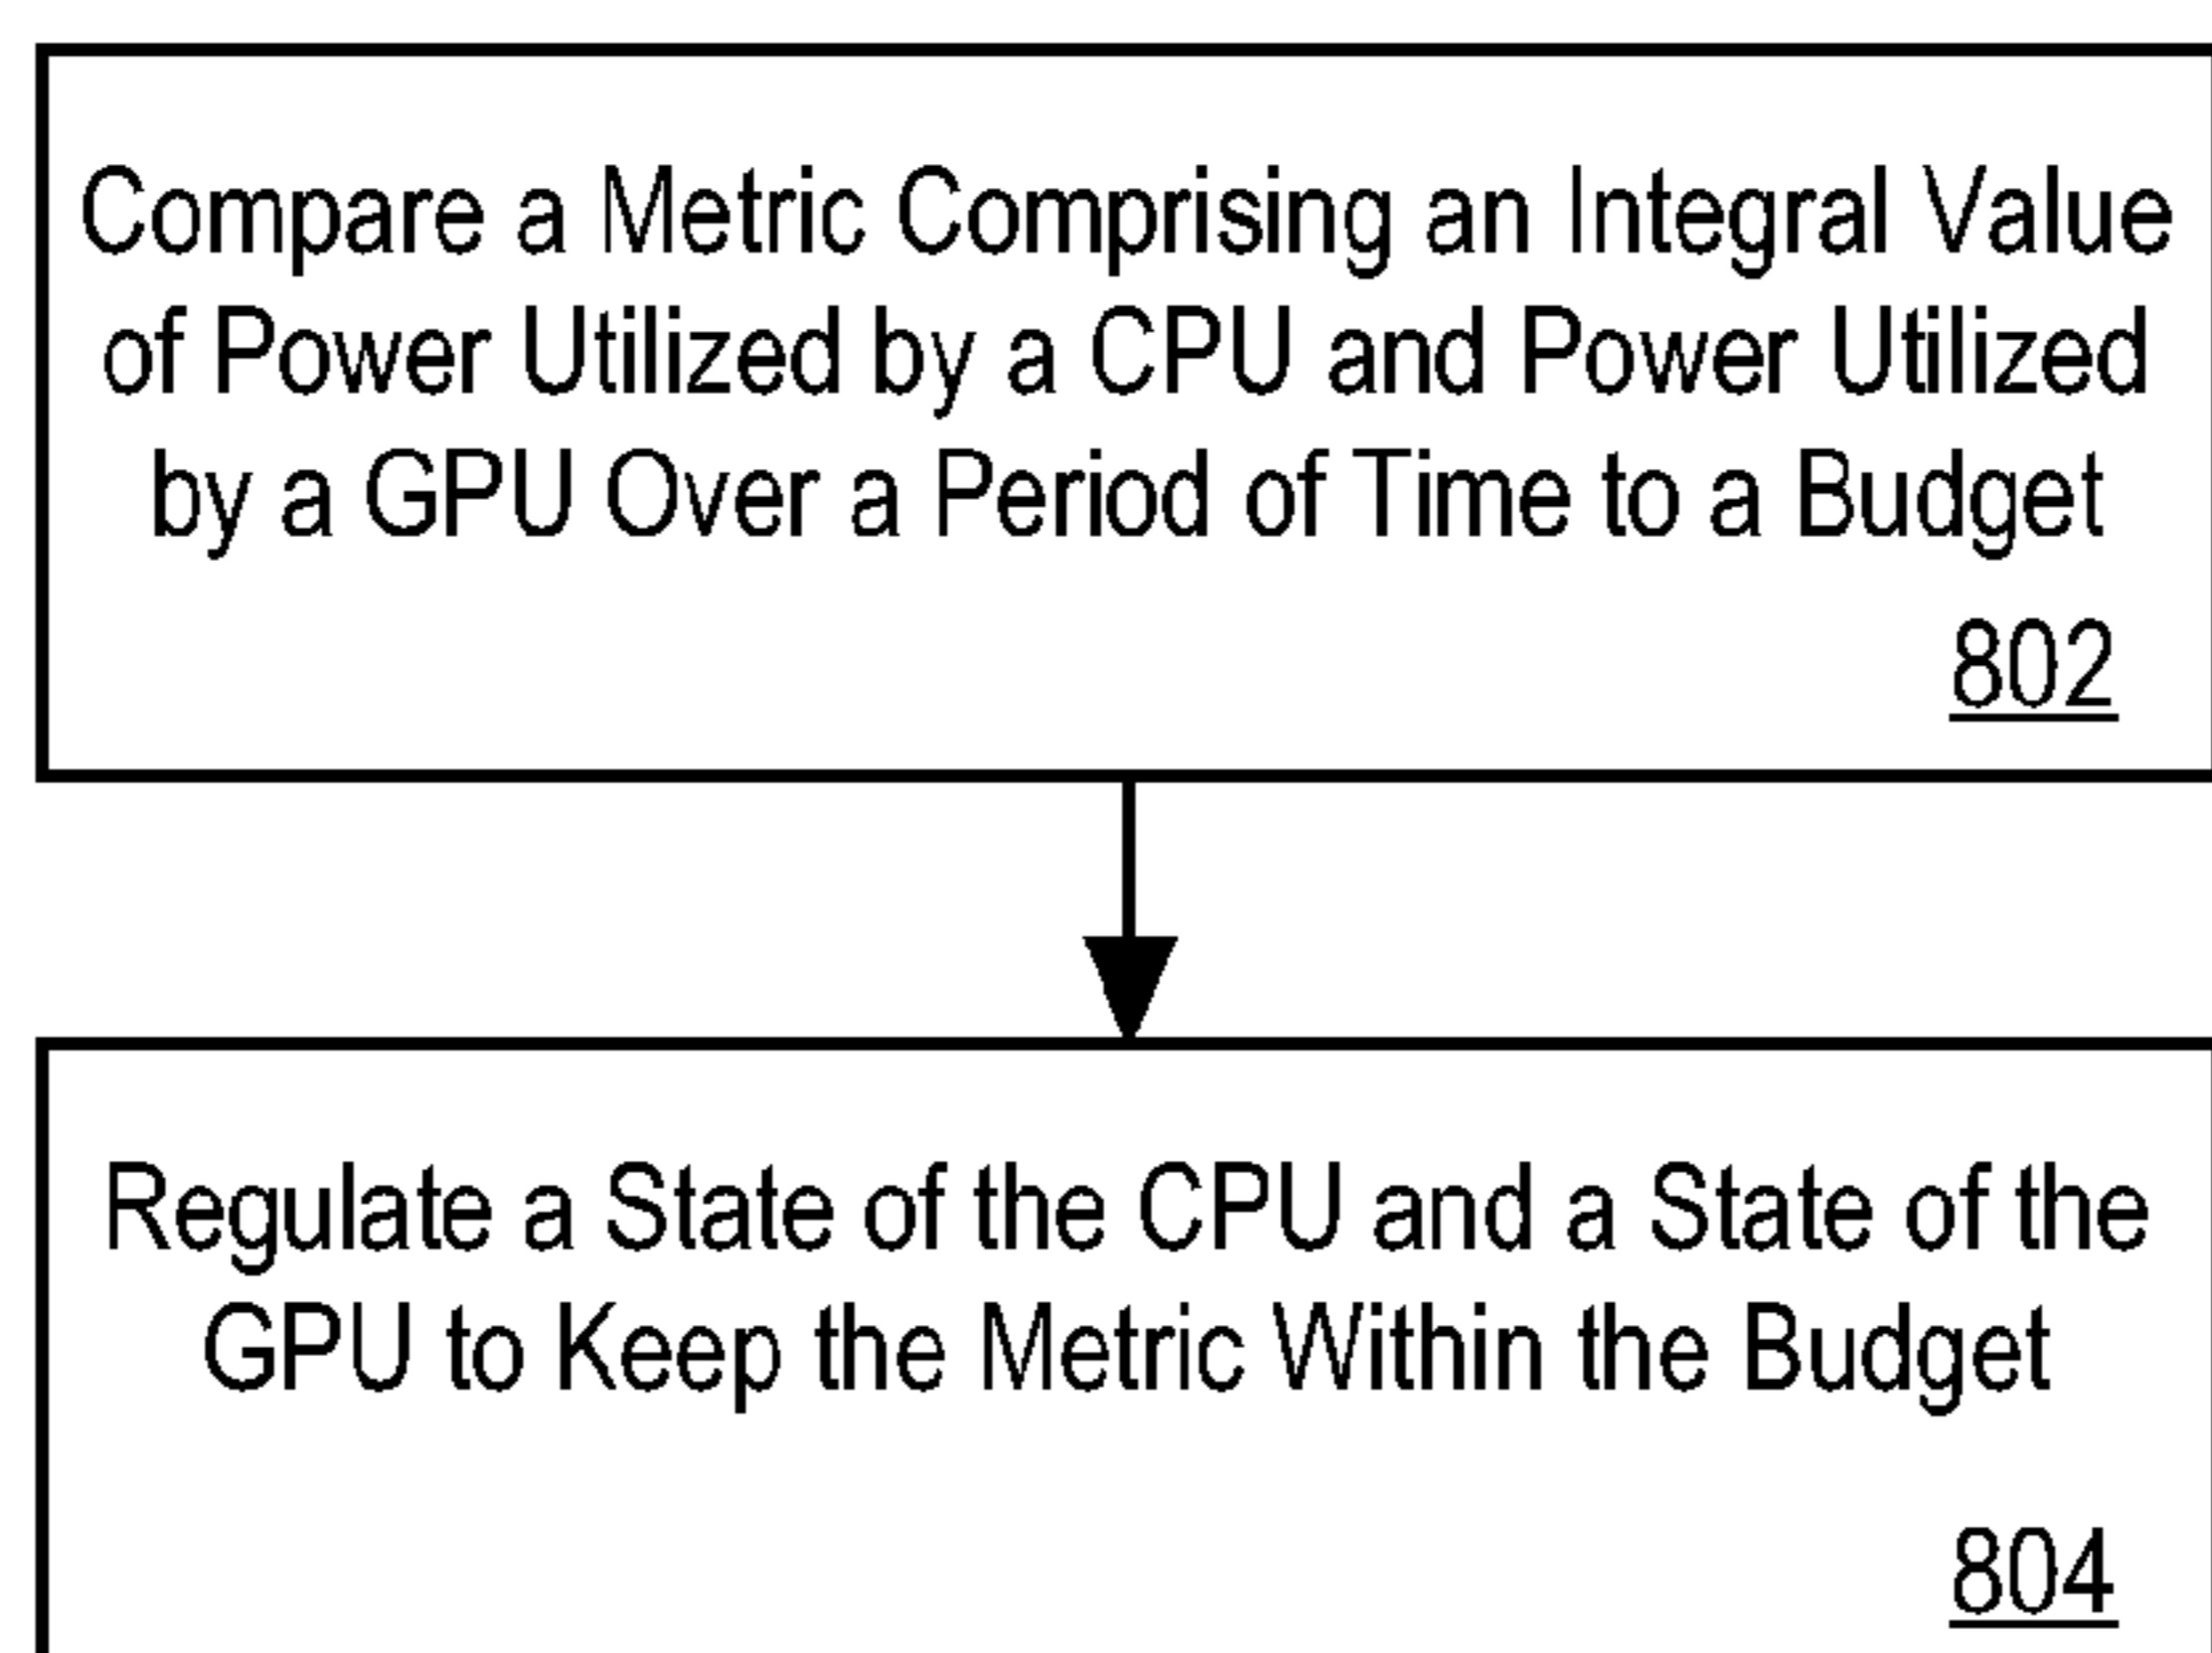 Compare a Metric Comprising an Integral Value
of Power Utilized by a CPU and Power Utilized
by a GPU Over a Period of Time to a Budget
802
Regulate a State of the CPU and a State of the
GPU to Keep the Metric Within the Budget
804